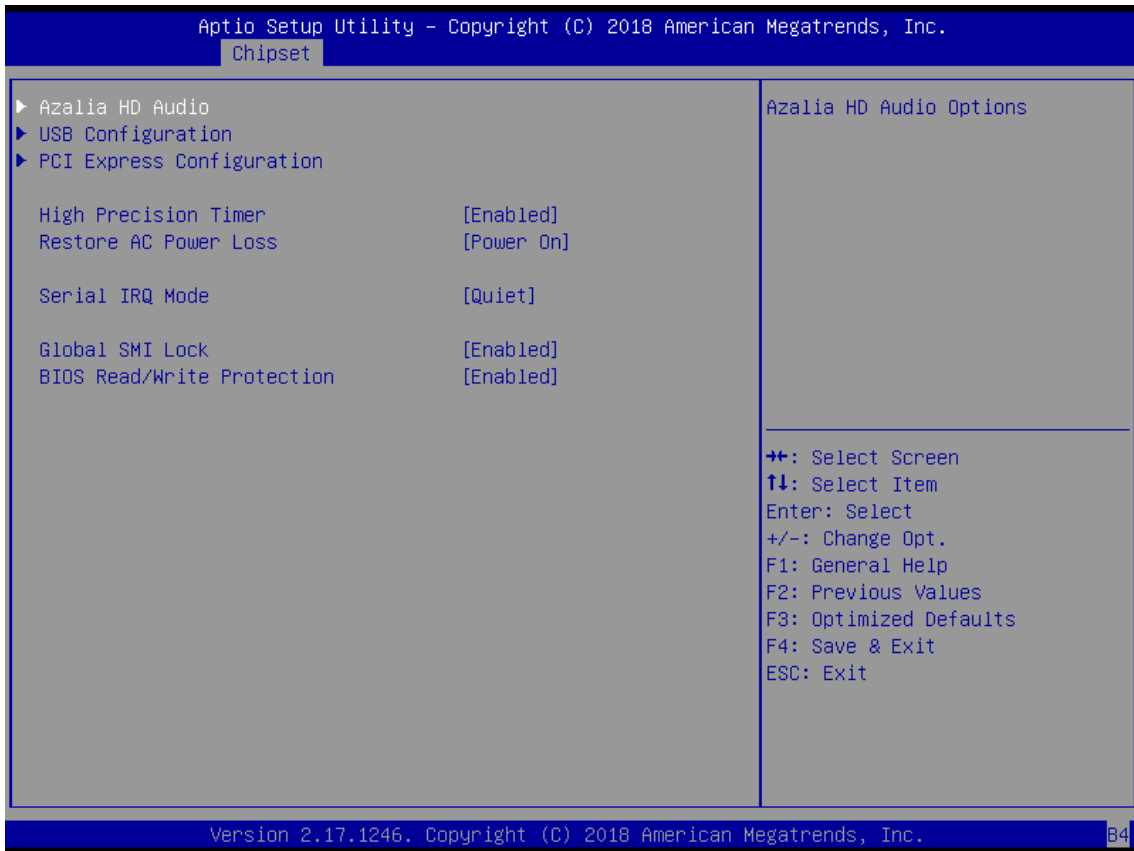 Aptio Setup Utility – Copyright (C) 2018 American Megatrends, Inc.
Chipset
▶ Azalia HD Audio
▶ USB Configuration
▶ PCI Express Configuration
High Precision Timer [Enabled]
Restore AC Power Loss [Power On]
Serial IRQ Mode [Quiet]
Global SMI Lock [Enabled]
BIOS Read/Write Protection [Enabled]
Azalia HD Audio Options
→←: Select Screen
↑↓: Select Item
Enter: Select
+/-: Change Opt.
F1: General Help
F2: Previous Values
F3: Optimized Defaults
F4: Save & Exit
ESC: Exit
Version 2.17.1246. Copyright (C) 2018 American Megatrends, Inc.
B4